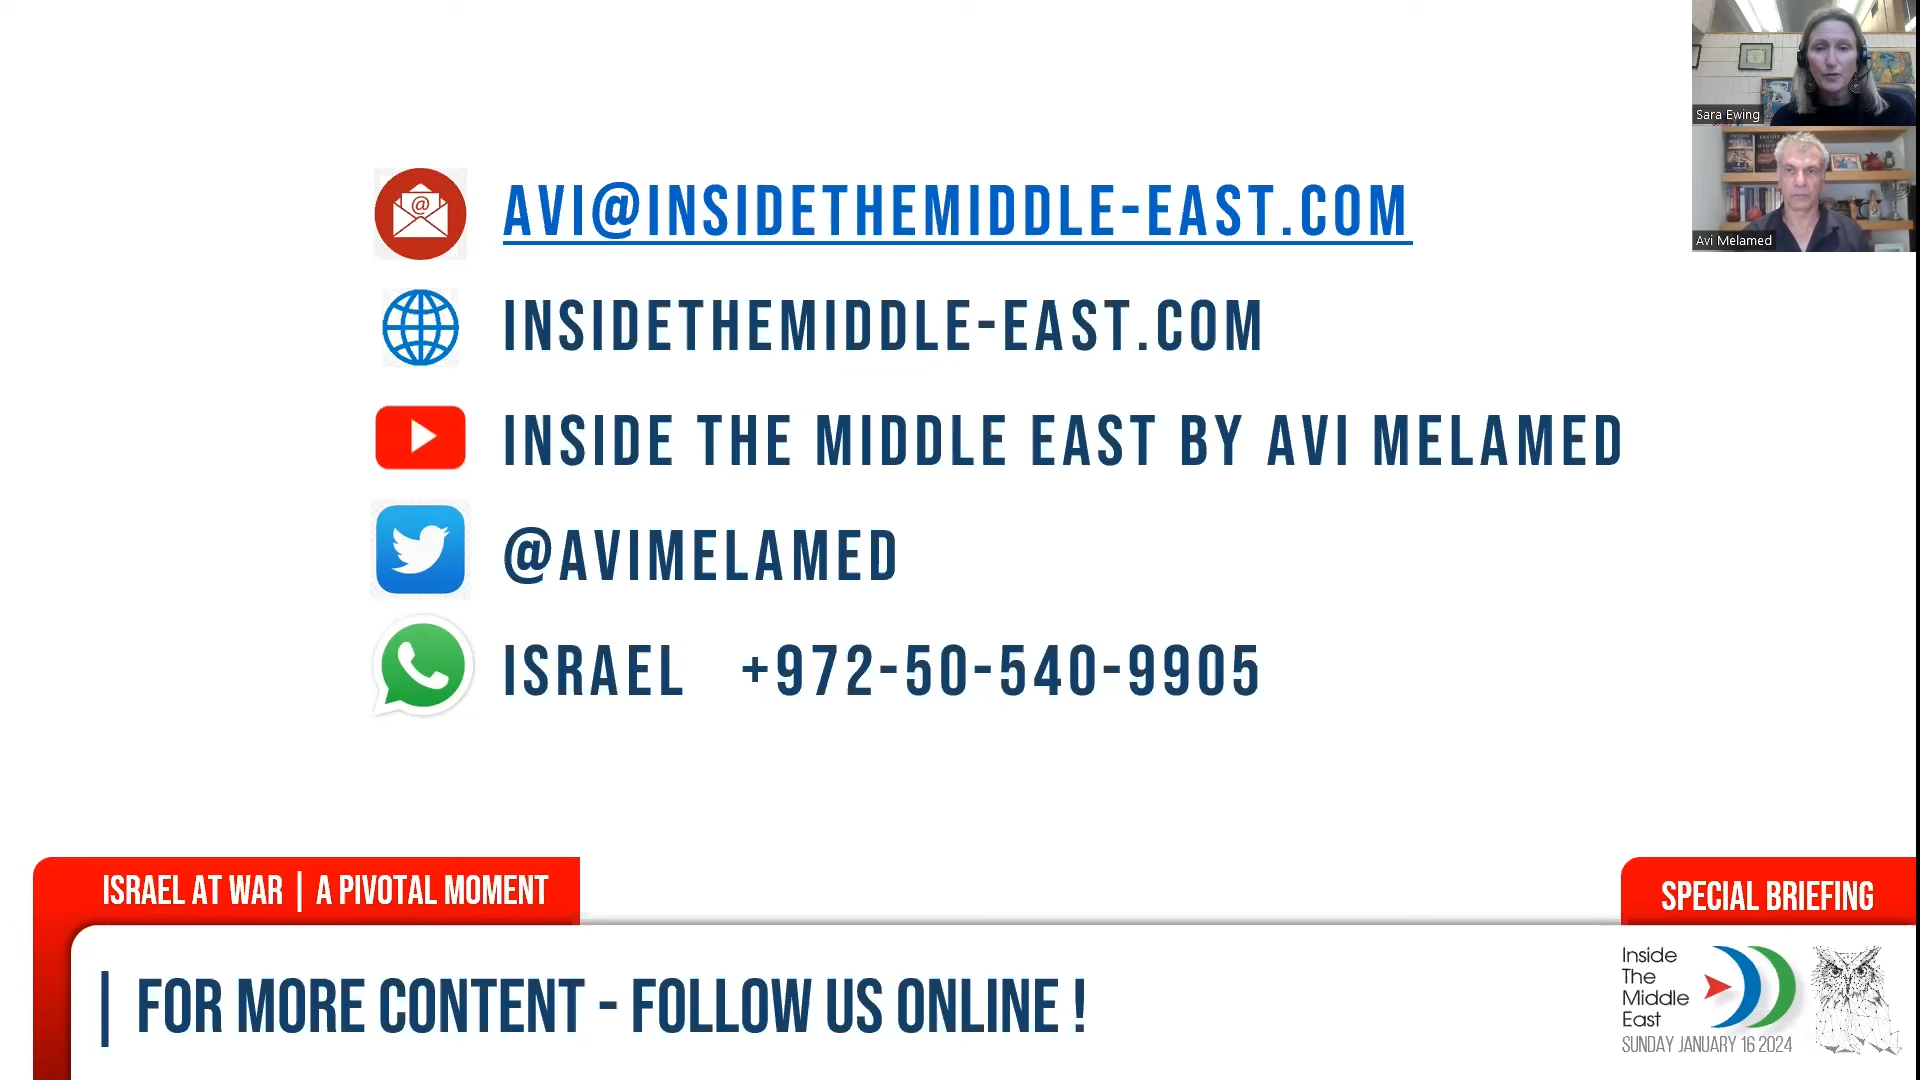 AVI@INSIDETHEMIDDLE-EAST.COM
INSIDETHEMIDDLE-EAST.COM
INSIDE THE MIDDLE EAST BY AVI MELAMED
@AVIMELAMED
ISRAEL +972-50-540-9905
Sara Ewing
Avi Melamed
ISRAEL AT WAR | A PIVOTAL MOMENT
SPECIAL BRIEFING
FOR MORE CONTENT - FOLLOW US ONLINE !
Inside
The
Middle
East
SUNDAY JANUARY 16 2024